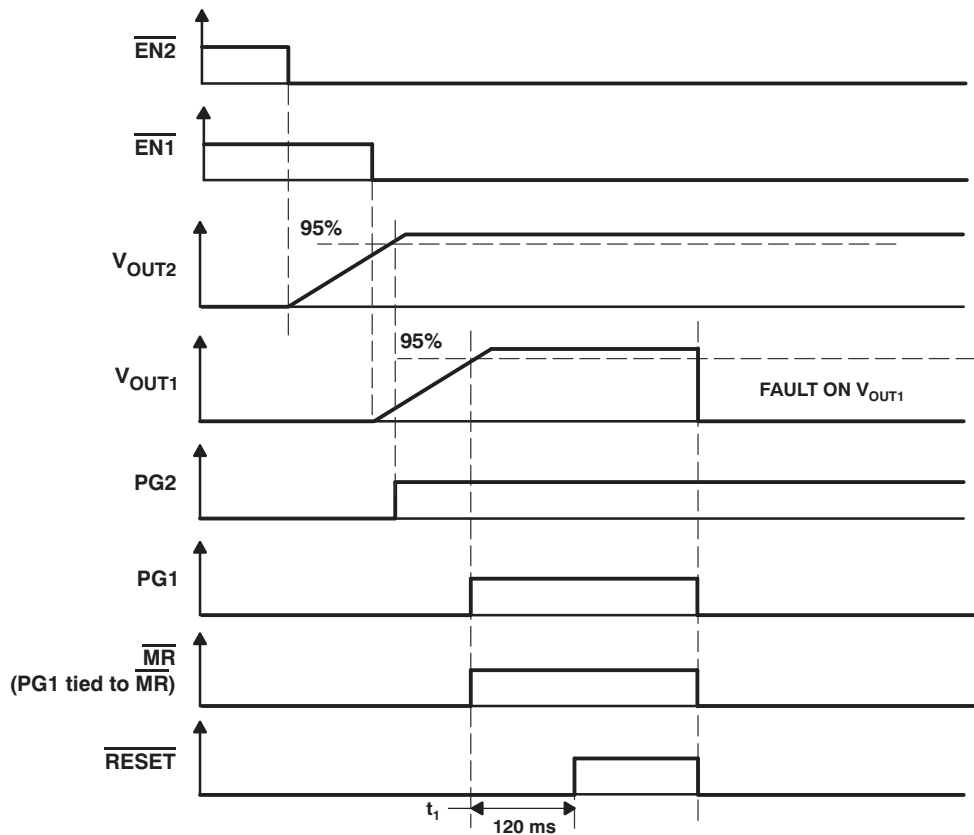 EN2
EN1
95%
VOUT2
95%
VOUT1
FAULT ON VOUT1
PG2
PG1
MR
(PG1 tied to MR)
RESET
t1
120 ms